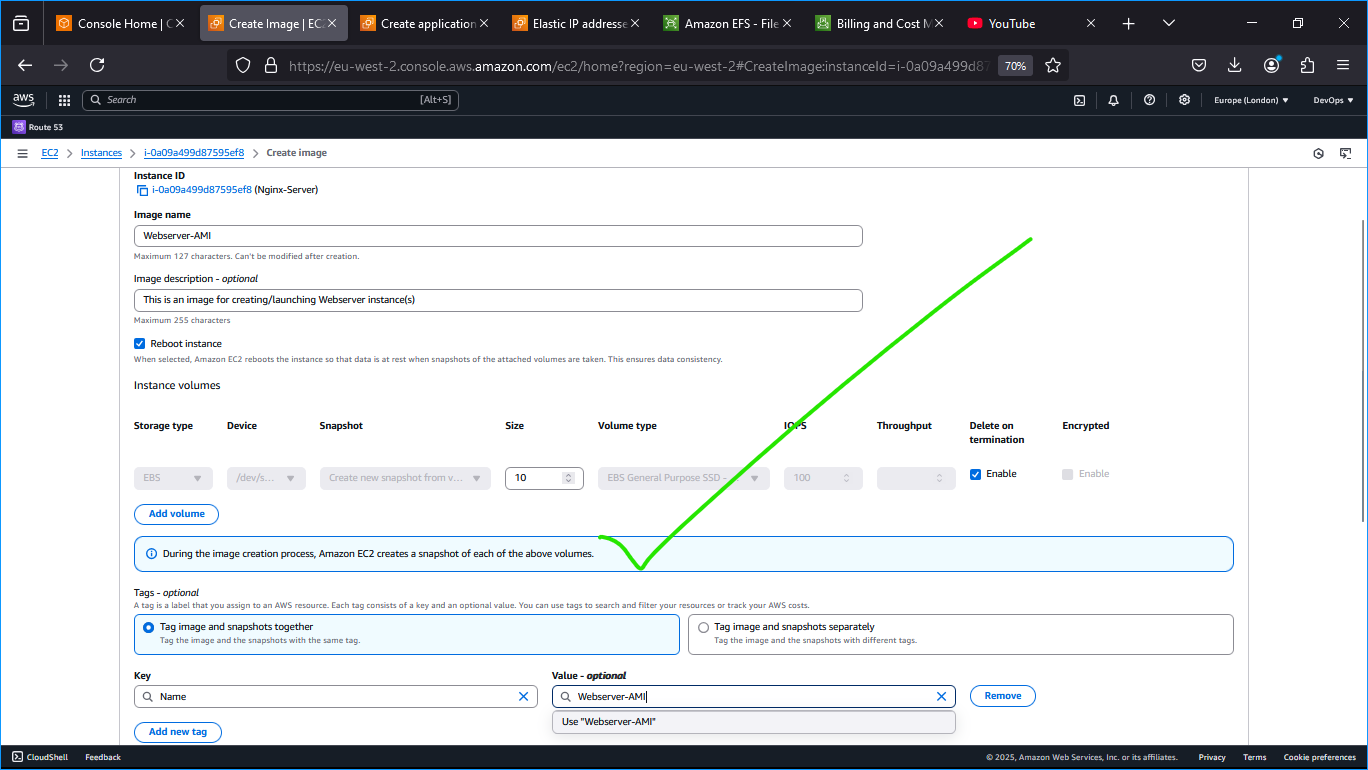 Console Home | C
Create Image | EC2
Create application
Elastic IP addresse
Amazon EFS - File
Billing and Cost M
YouTube
https://eu-west-2.console.aws.amazon.com/ec2/home?region=eu-west-2#CreateImage:instanceId=i-0a09a499d87
70%
aws
Search
[Alt+S]
Europe (London)
DevOps
Route 53
EC2
Instances
i-0a09a499d87595ef8
Create image
Instance ID
i-0a09a499d87595ef8 (Nginx-Server)
Image name
Webserver-AMI
Maximum 127 characters. Can't be modified after creation.
Image description - optional
This is an image for creating/launching Webserver instance(s)
Maximum 255 characters
Reboot instance
When selected, Amazon EC2 reboots the instance so that data is at rest when snapshots of the attached volumes are taken. This ensures data consistency.
Instance volumes
Storage type Device Snapshot Size Volume type IOPS Throughput Delete on termination Encrypted
EBS /dev/s... Create new snapshot from v... 10 EBS General Purpose SSD - 100 Enable Enable
Add volume
During the image creation process, Amazon EC2 creates a snapshot of each of the above volumes.
Tags - optional
A tag is a label that you assign to an AWS resource. Each tag consists of a key and an optional value. You can use tags to search and filter your resources or track your AWS costs.
Tag image and snapshots together
Tag the image and the snapshots with the same tag.
Tag image and snapshots separately
Tag the image and the snapshots with different tags.
Key
Value - optional
Name
Webserver-AMI
Remove
Use "Webserver-AMI"
Add new tag
CloudShell
Feedback
© 2025, Amazon Web Services, Inc. or its affiliates.
Privacy
Terms
Cookie preferences